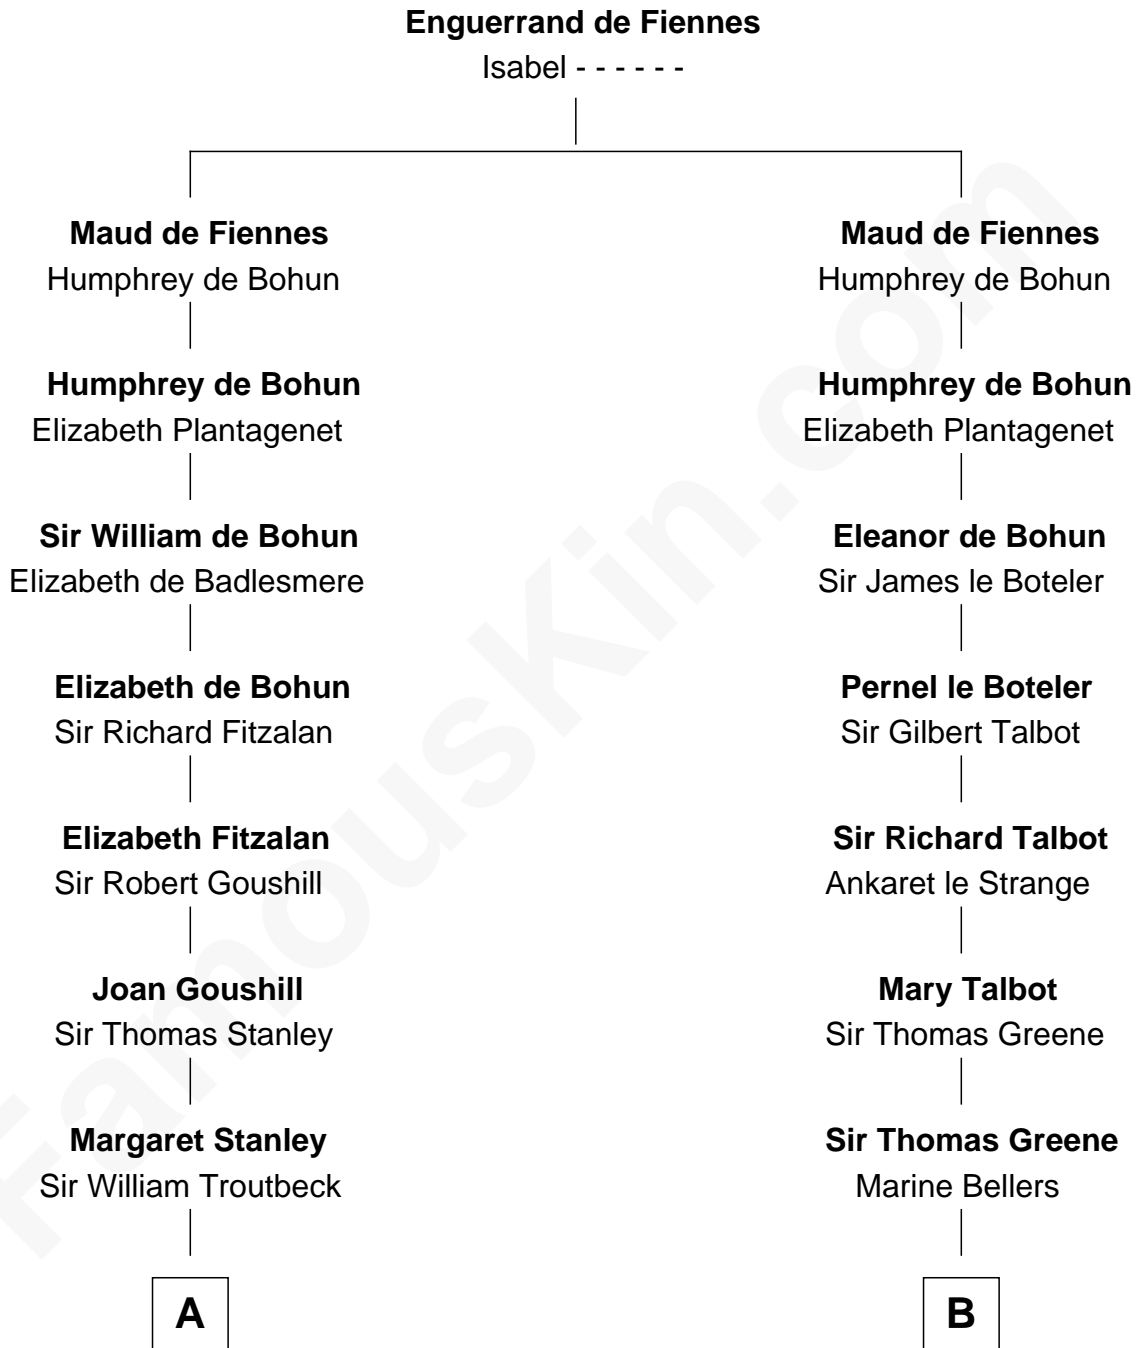 Enguerrand de Fiennes
Isabel - - - - - -
Maud de Fiennes
Humphrey de Bohun
Humphrey de Bohun
Elizabeth Plantagenet
Sir William de Bohun
Elizabeth de Badlesmere
Elizabeth de Bohun
Sir Richard Fitzalan
Elizabeth Fitzalan
Sir Robert Goushill
Joan Goushill
Sir Thomas Stanley
Margaret Stanley
Sir William Troutbeck
A
Maud de Fiennes
Humphrey de Bohun
Humphrey de Bohun
Elizabeth Plantagenet
Eleanor de Bohun
Sir James le Boteler
Pernel le Boteler
Sir Gilbert Talbot
Sir Richard Talbot
Ankaret le Strange
Mary Talbot
Sir Thomas Greene
Sir Thomas Greene
Marine Bellers
B
FamousKin.com